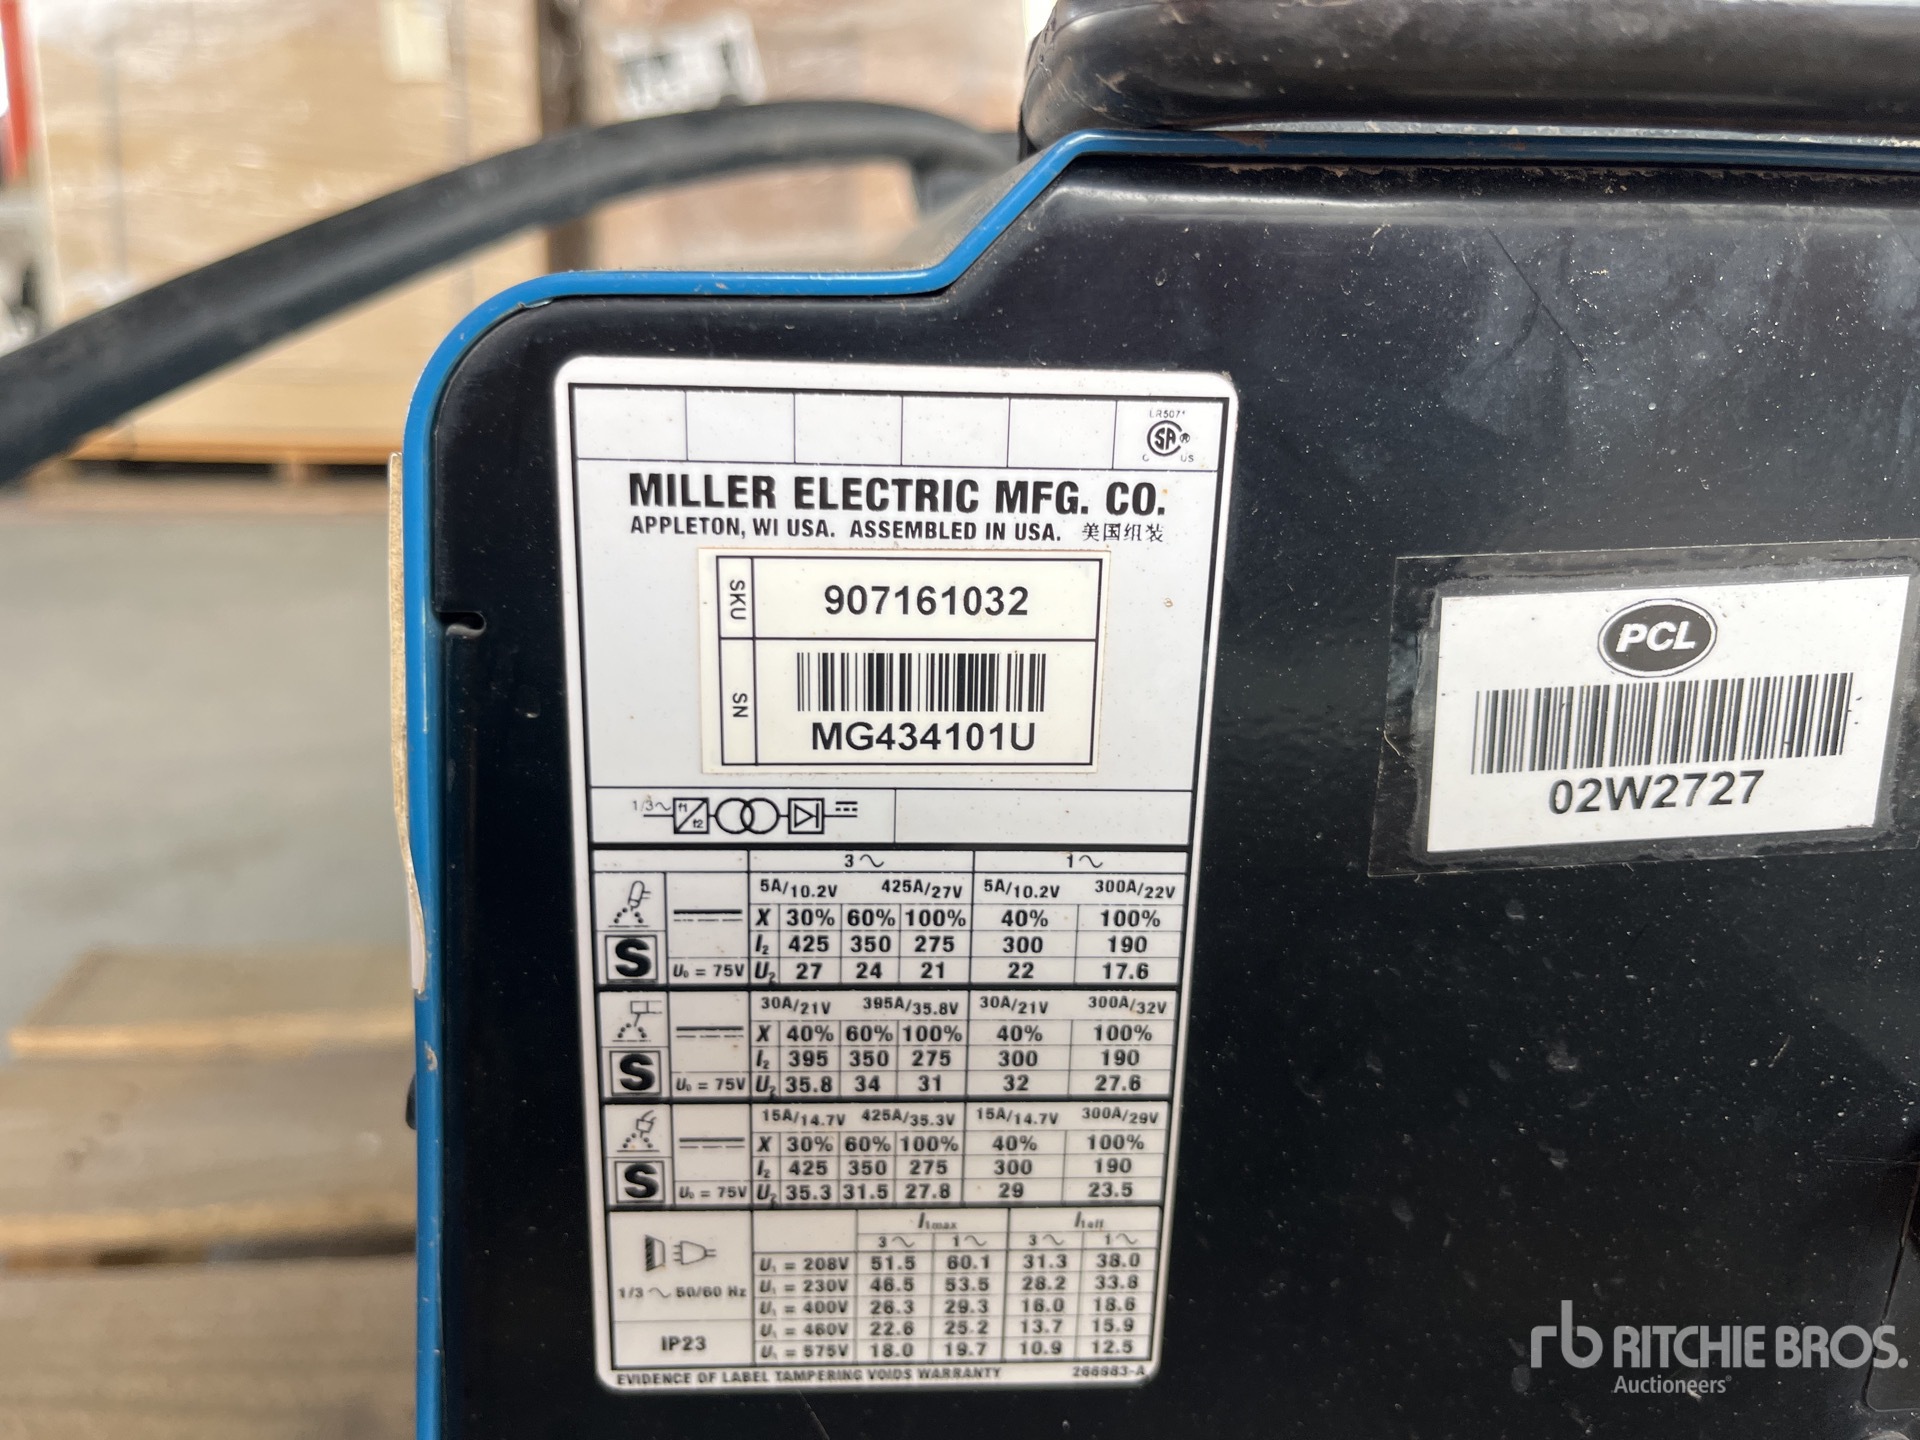 LR5071
SA®
C US
MILLER ELECTRIC MFG. CO.
APPLETON, WI USA. ASSEMBLED IN USA. 美国组装
SKU 907161032
SN
MG434101U
PCL
02W2727
1/3~ f1 f2
3~ 1~
5A/10.2V 425A/27V 5A/10.2V 300A/22V
X 30% 60% 100% 40% 100%
I2 425 350 275 300 190
S U0 = 75V U2 27 24 21 22 17.6
30A/21V 395A/35.8V 30A/21V 300A/32V
X 40% 60% 100% 40% 100%
I2 395 350 275 300 190
S U0 = 75V U2 35.8 34 31 32 27.6
15A/14.7V 425A/35.3V 15A/14.7V 300A/29V
X 30% 60% 100% 40% 100%
I2 425 350 275 300 190
S U0 = 75V U2 35.3 31.5 27.8 29 23.5
I1max I1eff
3~ 1~ 3~ 1~
U1 = 208V 51.5 60.1 31.3 38.0
U1 = 230V 46.5 53.5 28.2 33.8
1/3 ~ 50/60 Hz U1 = 400V 26.3 29.3 16.0 18.6
U1 = 460V 22.6 25.2 13.7 15.9
IP23 U1 = 575V 18.0 19.7 10.9 12.5
EVIDENCE OF LABEL TAMPERING VOIDS WARRANTY 266983-A
rb RITCHIE BROS.
Auctioneers